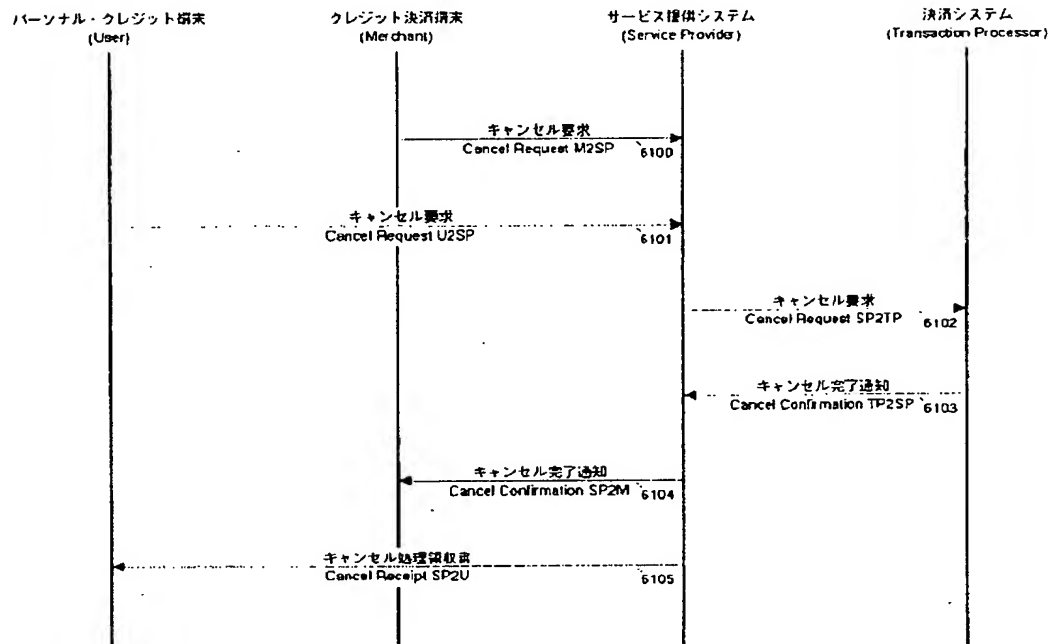 パーソナル・クレジット端末
(User)
クレジット決済端末
(Merchant)
サービス提供システム
(Service Provider)
決済システム
(Transaction Processor)
キャンセル要求
Cancel Request M2SP
6100
キャンセル要求
Cancel Request U2SP
6101
キャンセル要求
Cancel Request SP2TP
6102
キャンセル完了通知
Cancel Confirmation TP2SP
6103
キャンセル完了通知
Cancel Confirmation SP2M
6104
キャンセル処理領収書
Cancel Receipt SP2U
6105